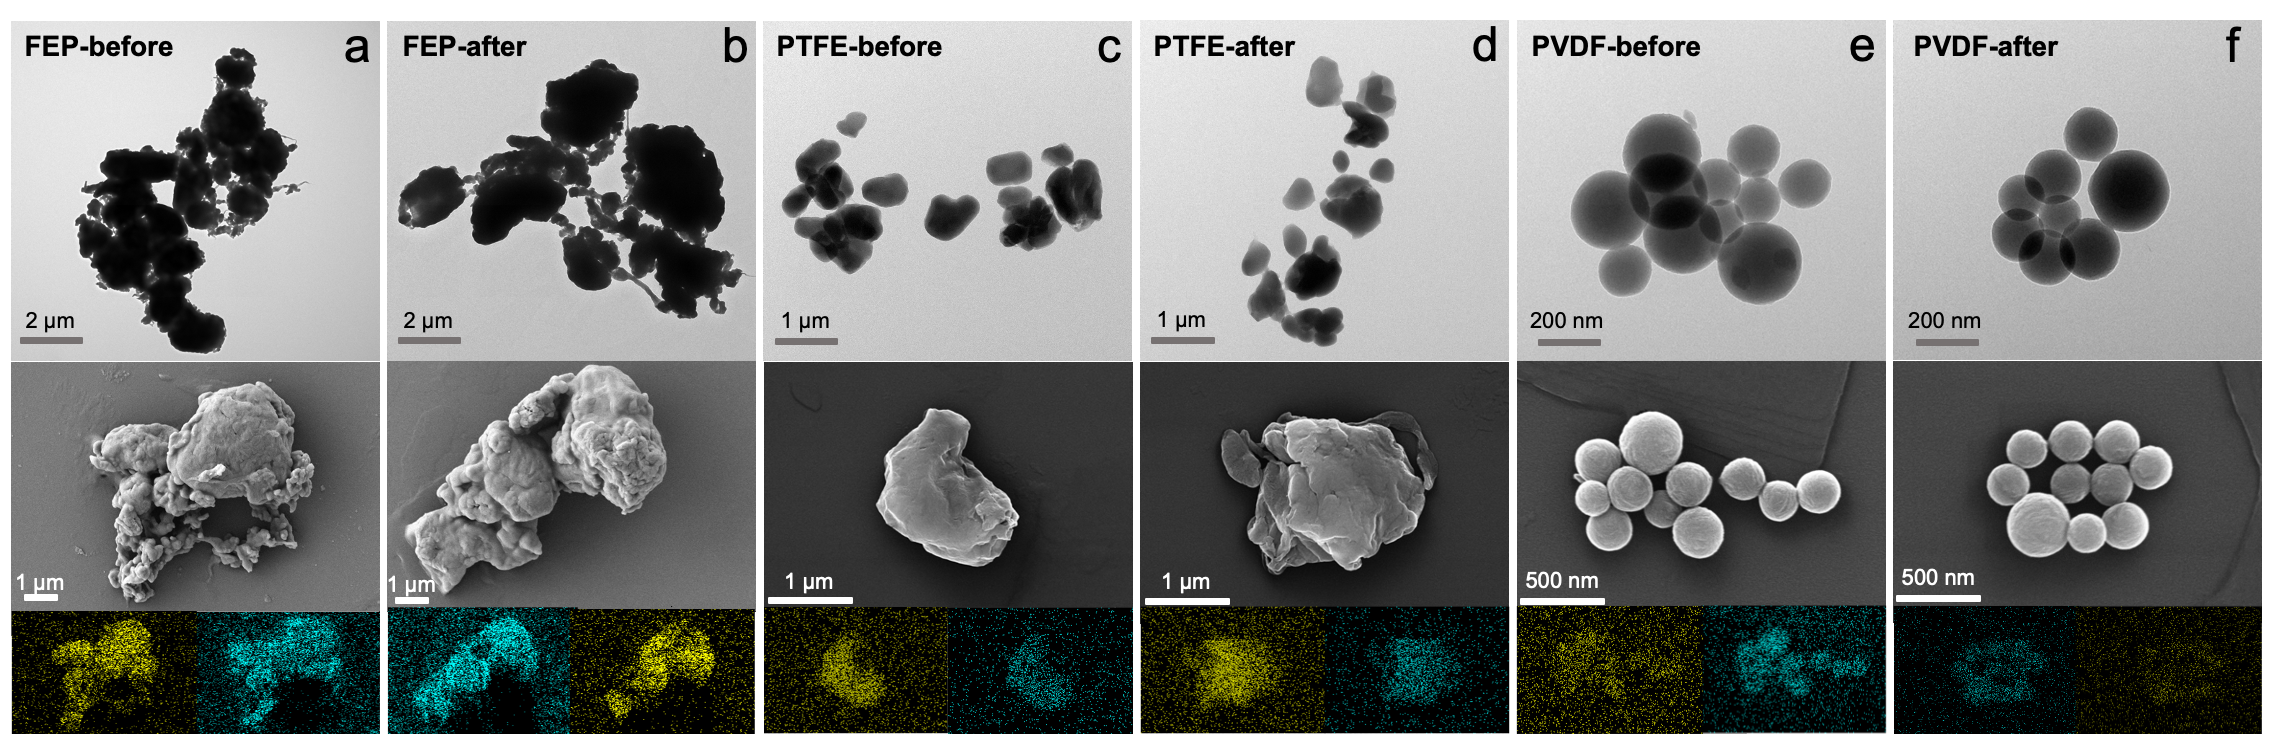 FEP-before a
FEP-after b
PTFE-before c
PTFE-after d
PVDF-before e
PVDF-after f
2 µm
2 µm
1 µm
1 µm
200 nm
200 nm
1 µm
1 µm
1 µm
1 µm
500 nm
500 nm